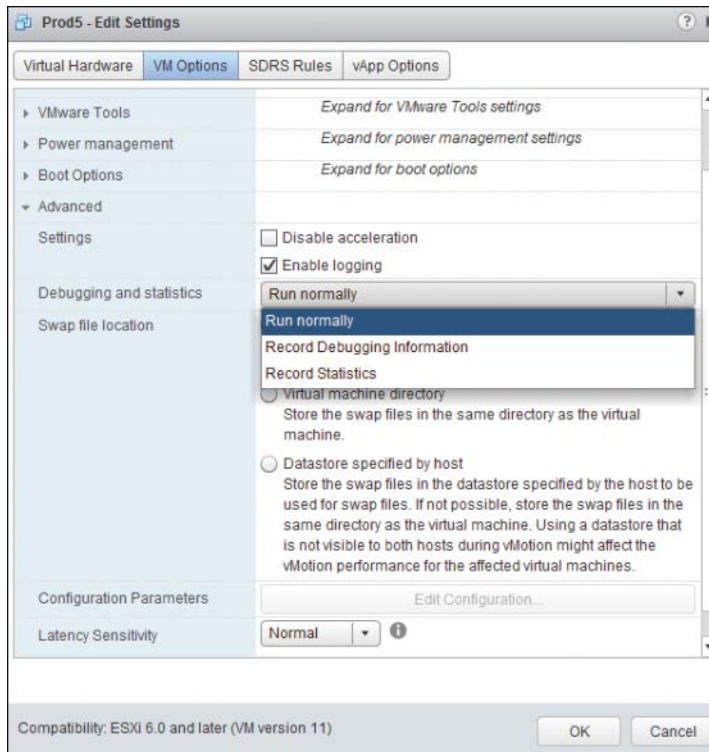 Prod5 - Edit Settings
?
Virtual Hardware VM Options SDRS Rules vApp Options
VMware Tools Expand for VMware Tools settings
Power management Expand for power management settings
Boot Options Expand for boot options
Advanced
Settings Disable acceleration
Enable logging
Debugging and statistics Run normally
Swap file location Run normally
Record Debugging Information
Record Statistics
Virtual machine directory
Store the swap files in the same directory as the virtual
machine.
Datastore specified by host
Store the swap files in the datastore specified by the host to be
used for swap files. If not possible, store the swap files in the
same directory as the virtual machine. Using a datastore that
is not visible to both hosts during vMotion might affect the
vMotion performance for the affected virtual machines.
Configuration Parameters Edit Configuration...
Latency Sensitivity Normal
Compatibility: ESXi 6.0 and later (VM version 11) OK Cancel